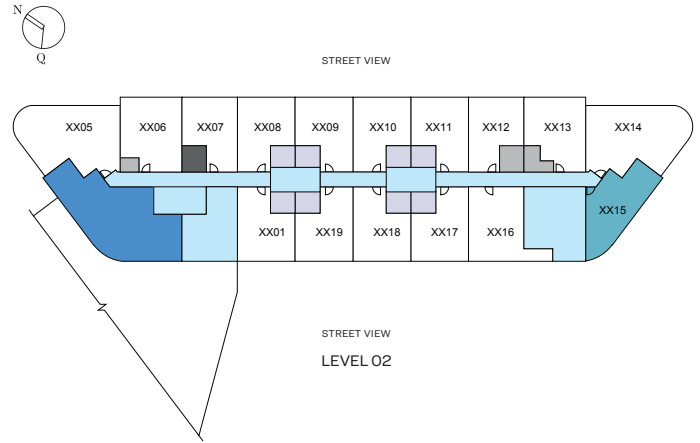 N
Q
STREET VIEW
XX05 XX06 XX07 XX08 XX09 XX10 XX11 XX12 XX13 XX14
XX15
XX01 XX19 XX18 XX17 XX16
STREET VIEW
LEVEL 02